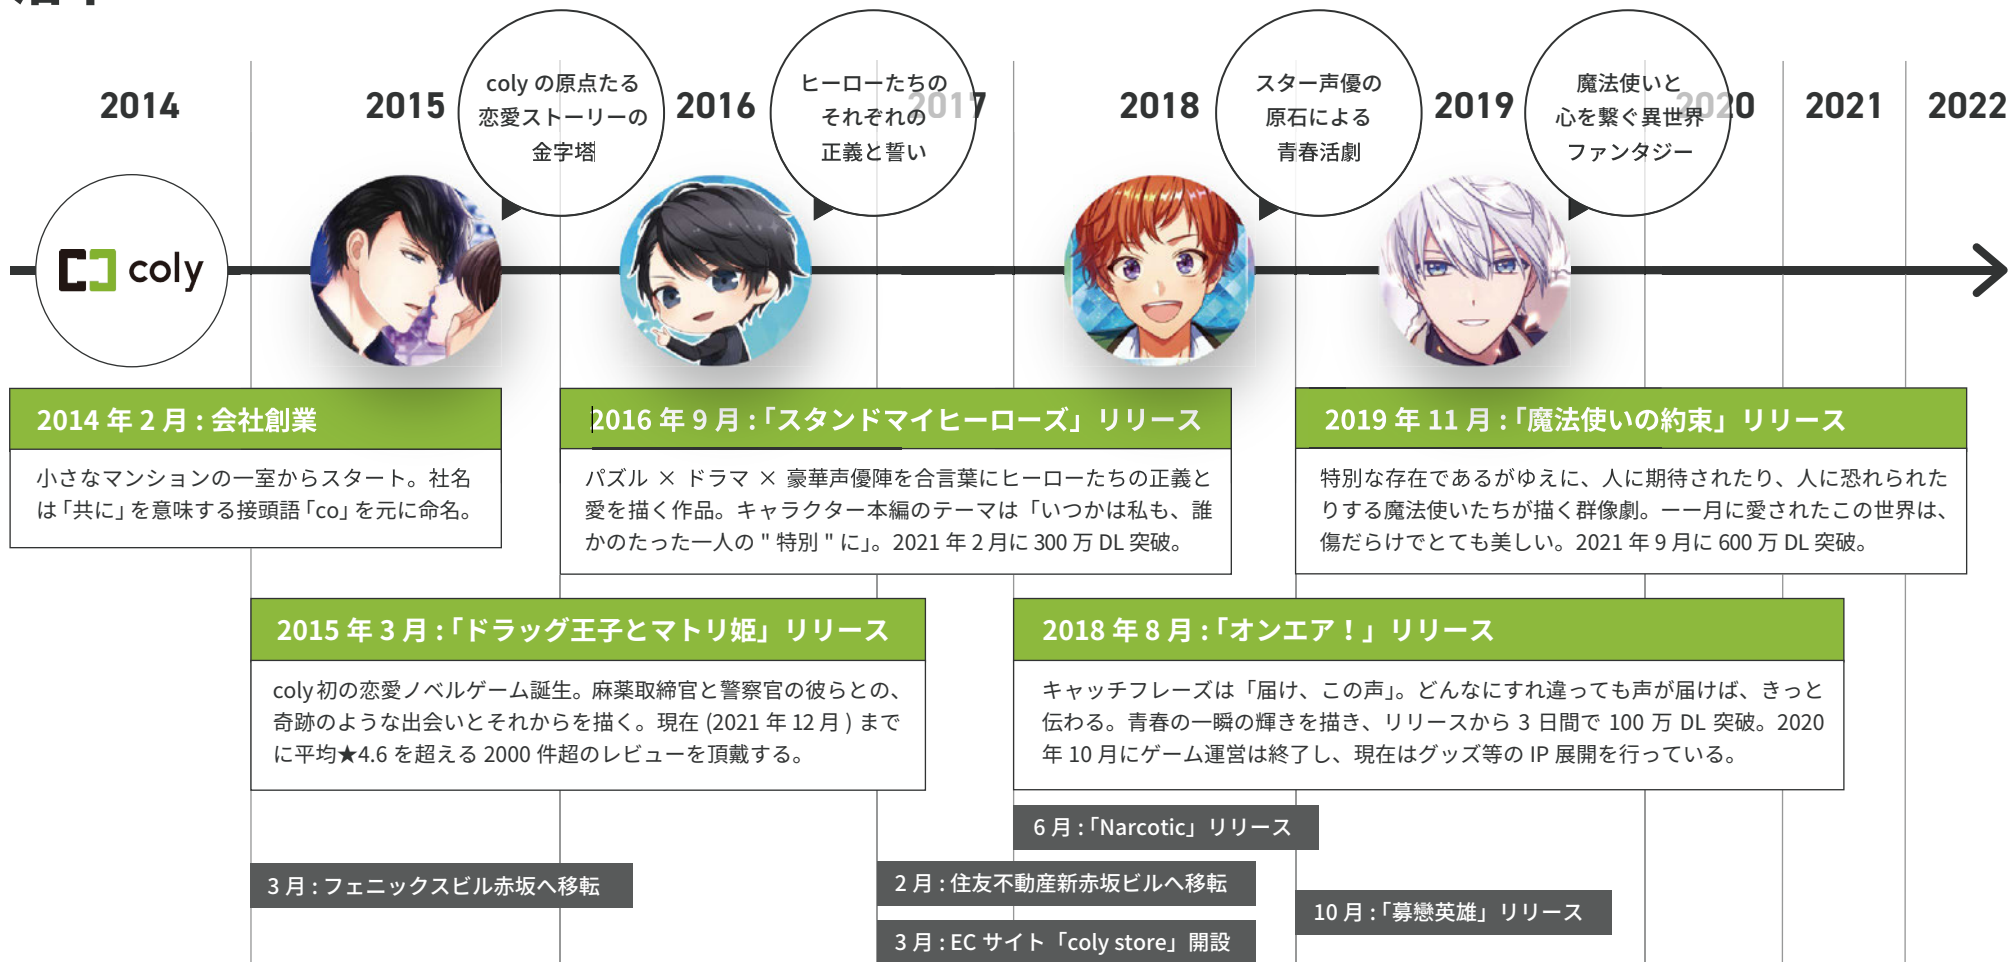 沿革
2014
2015
2016
2017
2018
2019
2020
2021
2022
coly の原点たる
恋愛ストーリーの
金字塔
ヒーローたちの
それぞれの
正義と誓い
スター声優の
原石による
青春活劇
魔法使いと
心を繋ぐ異世界
ファンタジー
coly
2014 年 2 月 : 会社創業
小さなマンションの一室からスタート。社名
は「共に」を意味する接頭語「co」を元に命名。
2016 年 9 月 :「スタンドマイヒーローズ」リリース
パズル × ドラマ × 豪華声優陣を合言葉にヒーローたちの正義と
愛を描く作品。キャラクター本編のテーマは「いつかは私も、誰
かのたった一人の " 特別 " に」。2021 年 2 月に 300 万 DL 突破。
2019 年 11 月 :「魔法使いの約束」リリース
特別な存在であるがゆえに、人に期待されたり、人に恐れられた
りする魔法使いたちが描く群像劇。ーー月に愛されたこの世界は、
傷だらけでとても美しい。2021 年 9 月に 600 万 DL 突破。
2015 年 3 月 :「ドラッグ王子とマトリ姫」リリース
coly 初の恋愛ノベルゲーム誕生。麻薬取締官と警察官の彼らとの、
奇跡のような出会いとそれからを描く。現在 (2021 年 12 月 ) まで
に平均★4.6 を超える 2000 件超のレビューを頂戴する。
2018 年 8 月 :「オンエア！」リリース
キャッチフレーズは「届け、この声」。どんなにすれ違っても声が届けば、きっと
伝わる。青春の一瞬の輝きを描き、リリースから 3 日間で 100 万 DL 突破。2020
年 10 月にゲーム運営は終了し、現在はグッズ等の IP 展開を行っている。
6 月 :「Narcotic」リリース
3 月 : フェニックスビル赤坂へ移転
2 月 : 住友不動産新赤坂ビルへ移転
10 月 :「募戀英雄」リリース
3 月 : EC サイト「coly store」開設